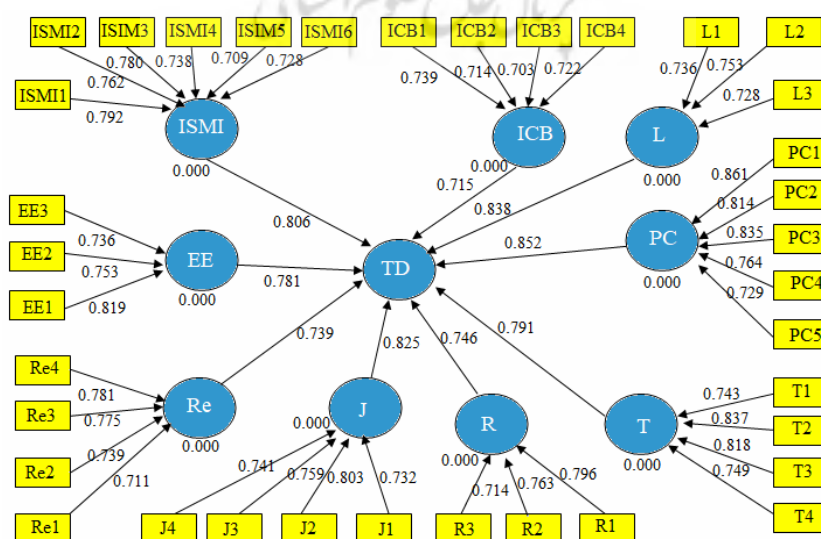 ISMI2 ISIM3 ISMI4 ISIM5 ISMI6 ICB1 ICB2 ICB3 ICB4 L1 L2
0.780 0.738 0.709 0.728
0.762
0.739 0.714 0.703 0.722
0.736 0.753
ISMI1
0.792
L3
0.728
ISMI
ICB
L
0.000
0.000
0.000
PC1
0.861
PC2
0.814
PC3
0.835
PC4
0.764
PC5
0.729
PC
0.000
0.715
0.838
0.806
0.852
EE3
0.736
EE2
0.753
EE1
0.819
EE
0.000
0.781
TD
0.739
0.825
0.746
0.791
Re4
0.781
Re3
0.775
Re2
0.739
Re1
0.711
Re
0.000
J
0.000
R
0.000
T
0.000
T1
0.743
T2
0.837
T3
0.818
T4
0.749
0.741 0.759 0.803 0.732
0.714 0.763 0.796
J4 J3 J2 J1 R3 R2 R1